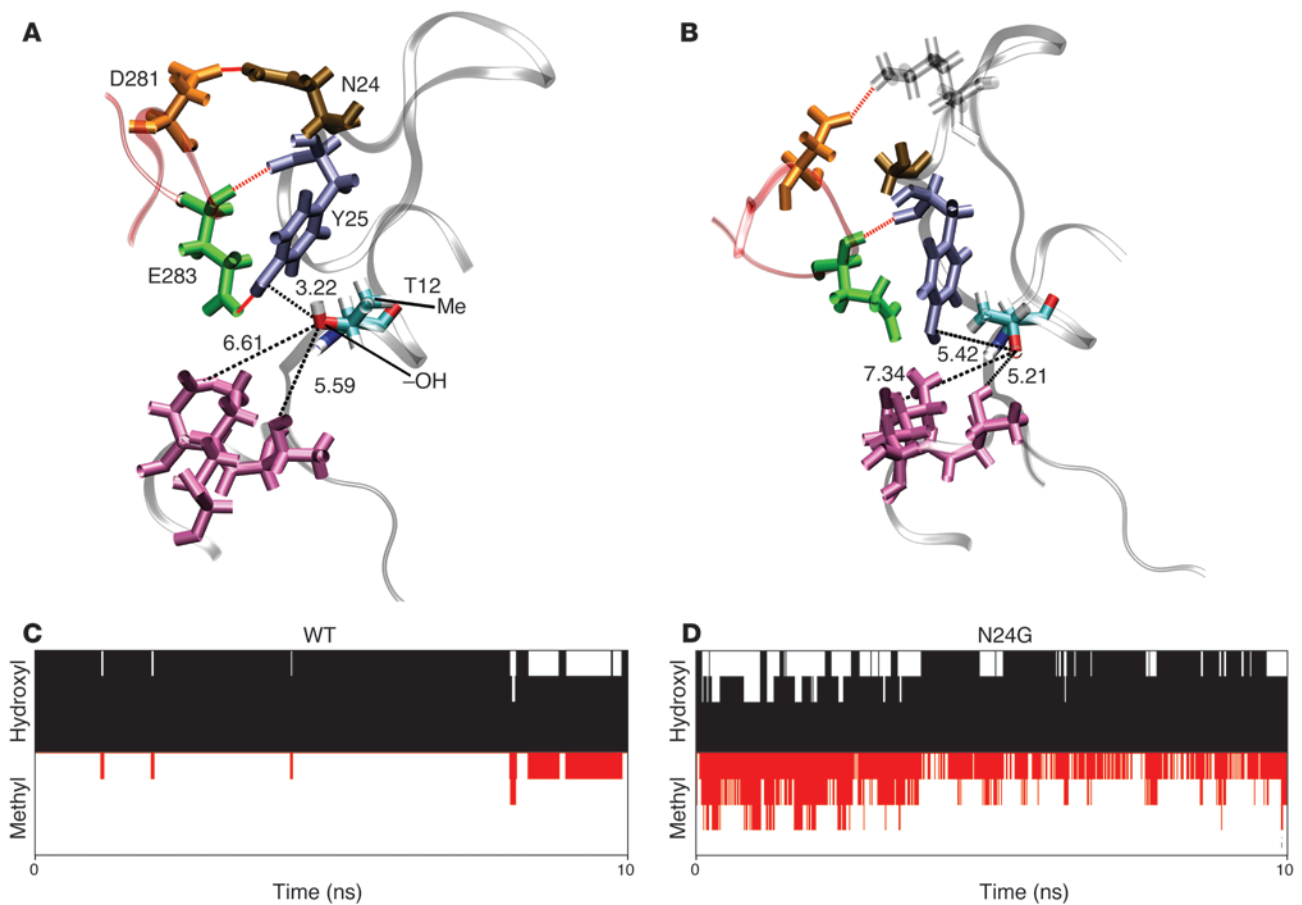 A
B
D281
N24
Y25
E283
3.22
T12
Me
6.61
–OH
5.59
5.42
7.34
5.21
C
WT
D
N24G
Hydroxyl
Methyl
Hydroxyl
Methyl
0
10
0
10
Time (ns)
Time (ns)